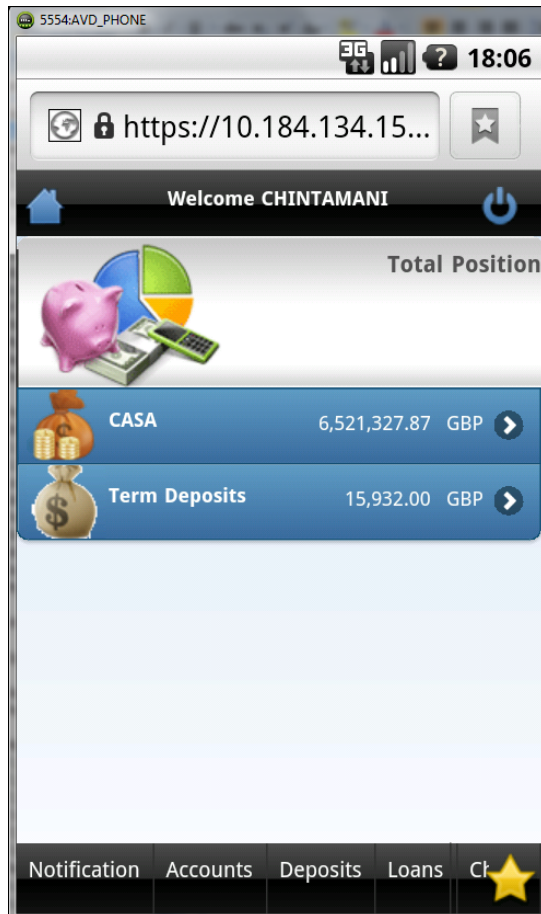 5554:AVD_PHONE
3G ? 18:06
https://10.184.134.15...
Welcome CHINTAMANI
Total Position
CASA 6,521,327.87 GBP
$
Term Deposits 15,932.00 GBP
Notification Accounts Deposits Loans